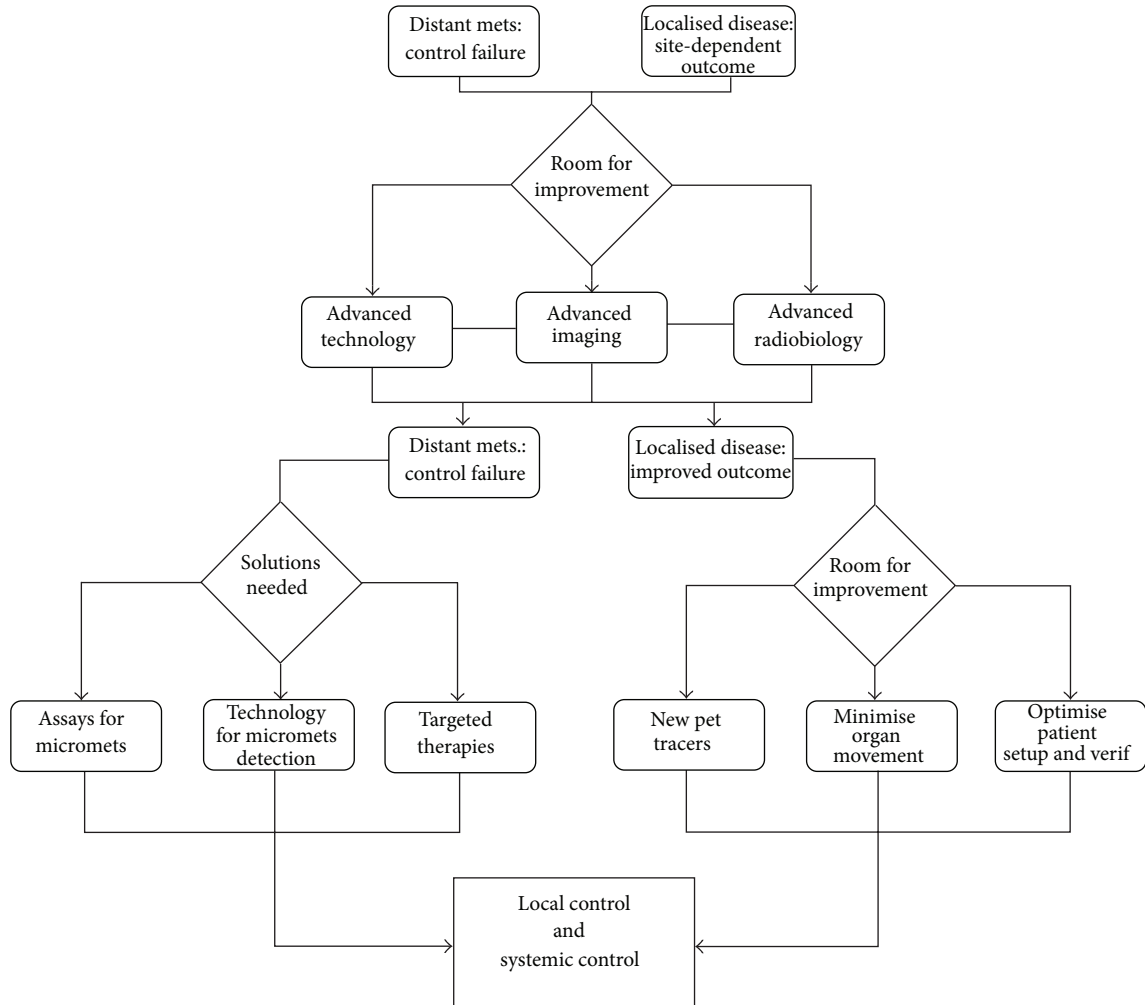 Distant mets:
control failure
Localised disease:
site-dependent
outcome
Room for
improvement
Advanced
technology
Advanced
imaging
Advanced
radiobiology
Distant mets.:
control failure
Localised disease:
improved outcome
Solutions
needed
Room for
improvement
Assays for
micromets
Technology
for micromets
detection
Targeted
therapies
New pet
tracers
Minimise
organ
movement
Optimise
patient
setup and verif
Local control
and
systemic control